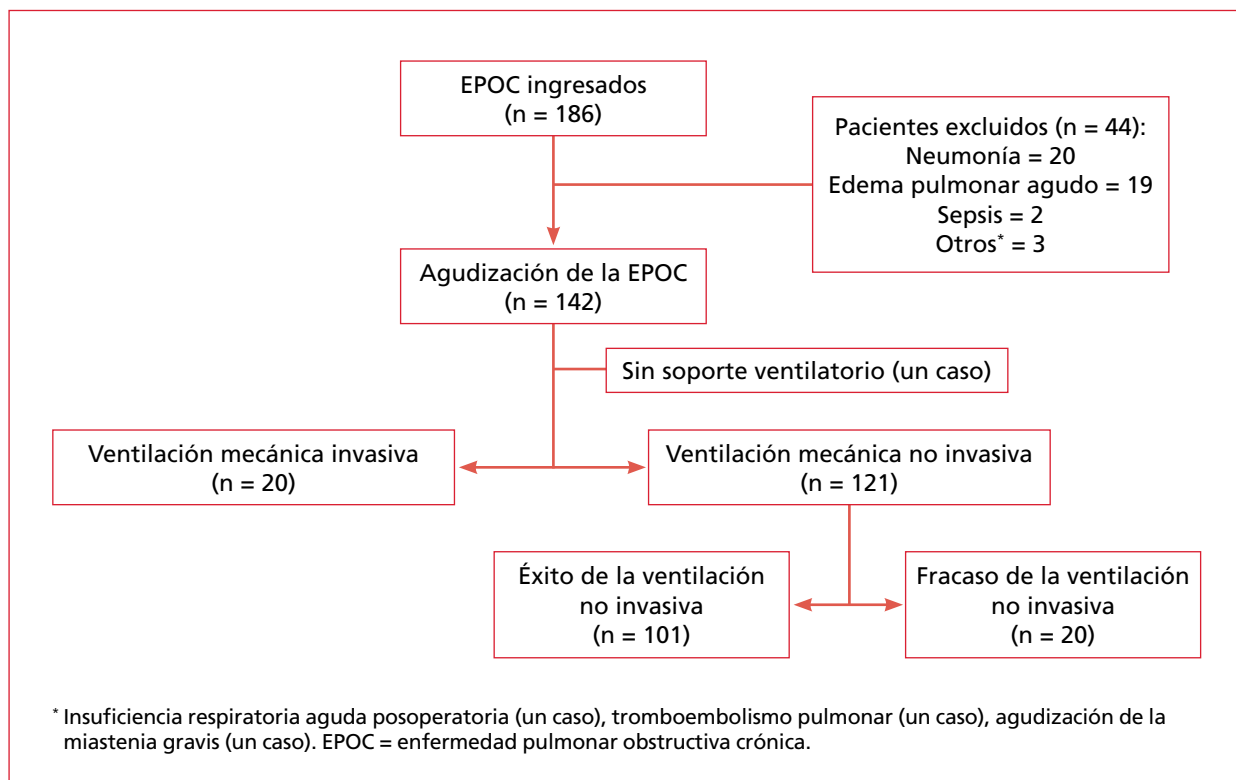 EPOC ingresados
(n = 186)
Pacientes excluidos (n = 44):
Neumonía = 20
Edema pulmonar agudo = 19
Sepsis = 2
Otros* = 3
Agudización de la EPOC
(n = 142)
Sin soporte ventilatorio (un caso)
Ventilación mecánica invasiva
(n = 20)
Ventilación mecánica no invasiva
(n = 121)
Éxito de la ventilación
no invasiva
(n = 101)
Fracaso de la ventilación
no invasiva
(n = 20)
* Insuficiencia respiratoria aguda posoperatoria (un caso), tromboembolismo pulmonar (un caso), agudización de la
miastenia gravis (un caso). EPOC = enfermedad pulmonar obstructiva crónica.